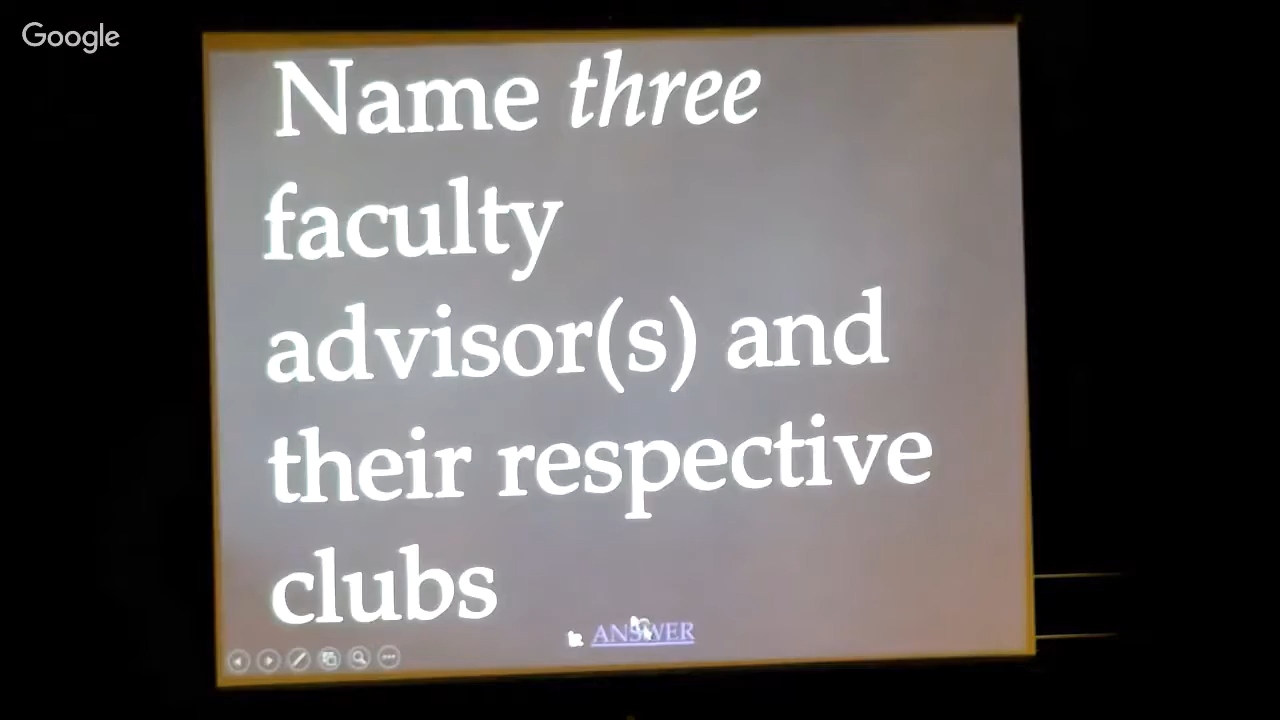 Google
Name three
faculty
advisor(s) and
their respective
clubs
ANSWER